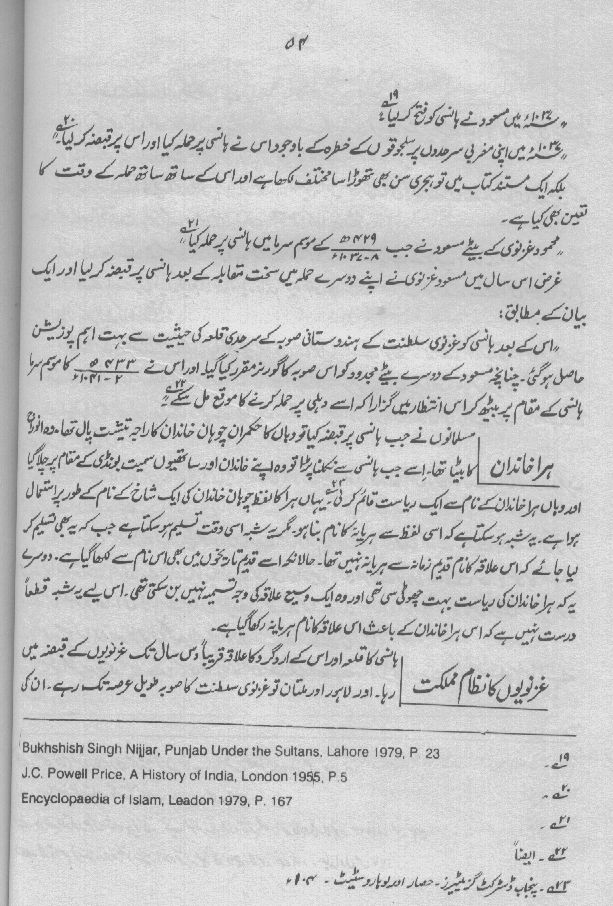 ۵۴
"۱۰۳۷ء میں مسعود نے ہانسی کو فتح کر لیا"۱۹؎
"۱۰۳۷ء میں اپنی مغربی سرحدوں پر سلجوقوں کے خطرہ کے باوجود اس نے ہانسی پر حملہ کیا اور اس پر قبضہ کر لیا۔"۲۰؎
بلکہ ایک مستند کتاب میں تو ہجری سن بھی تھوڑا سا مختلف لکھا ہے اور اس کے ساتھ ساتھ حملہ کے وقت کا
تعین بھی کیا ہے۔
"محمود غزنوی کے بیٹے مسعود نے جب ۴۲۹ھ / ۸-۱۰۳۷ء کے موسم سرما میں ہانسی پر حملہ کیا"۲۱؎
غرض اس سال میں مسعود غزنوی نے اپنے دوسرے حملہ میں سخت مقابلہ کے بعد ہانسی پر قبضہ کر لیا اور ایک
بیان کے مطابق:
"اس کے بعد ہانسی کو غزنوی سلطنت کے ہندوستانی صوبہ کے سرحدی قلعہ کی حیثیت سے بہت اہم پوزیشن
حاصل ہو گئی۔ چنانچہ مسعود کے دوسرے بیٹے مجدود کو اس صوبہ کا گورنر مقرر کیا گیا۔ اور اس نے ۴۳۳ھ / ۲-۱۰۴۱ء کا موسم سرما
ہانسی کے مقام پر بیٹھ کر اس انتظار میں گزارا کہ اسے دہلی پر حملہ کرنے کا موقع مل سکے"۲۲؎
ہرا خاندان
مسلمانوں نے جب ہانسی پر قبضہ کیا تو وہاں کا حکمران چوہان خاندان کا راجہ تیشت پال تھا۔ وہ انوراج
کا بیٹا تھا۔ اسے جب ہانسی سے نکلنا پڑا تو وہ اپنے خاندان اور ساتھیوں سمیت بوندی کے مقام پر چلا گیا
اور وہاں ہرا خاندان کے نام سے ایک ریاست قائم کر لی۔۲۳؎ یہاں ہرا کا لفظ چوہان خاندان کی ایک شاخ کے نام کے طور پر استعمال
ہوا ہے۔ یہ شبہ ہو سکتا ہے کہ اسی لفظ سے ہریانہ کا نام بنا ہو۔ مگر یہ شبہ اسی وقت تسلیم ہو سکتا ہے جب کہ یہ بھی تسلیم کر
لیا جائے کہ اس علاقہ کا نام قدیم زمانہ سے ہریانہ نہیں تھا۔ حالانکہ اسے قدیم تاریخوں میں بھی اسی نام سے لکھا گیا ہے۔ دوسرے
یہ کہ ہرا خاندان کی ریاست بہت چھوٹی سی تھی اور وہ ایک وسیع علاقہ کی وجہ تسمیہ نہیں بن سکتی تھی۔ اس لیے یہ شبہ قطعاً
درست نہیں ہے کہ اس ہرا خاندان کے باعث اس علاقہ کا نام ہریانہ رکھا گیا ہے۔
غزنویوں کا نظام مملکت
ہانسی کا قلعہ اور اس کے ارد گرد کا علاقہ قریباً دس سال تک غزنویوں کے قبضہ میں
رہا۔ اور لاہور اور ملتان تو غزنوی سلطنت کا صوبہ طویل عرصہ تک رہے۔ ان کی
۱۹؎۔ Bukhshish Singh Nijjar, Punjab Under the Sultans, Lahore 1979, P. 23
۲۰؎۔ J.C. Powell Price, A History of India, London 1955, P.5
۲۱؎۔ Encyclopaedia of Islam, Leadon 1979, P. 167
۲۲؎۔ ایضاً
۲۳؎۔ پنجاب ڈسٹرکٹ گزیٹیرز۔ حصار اور لوہارو سٹیٹ۔ ۱۹۰۴ء